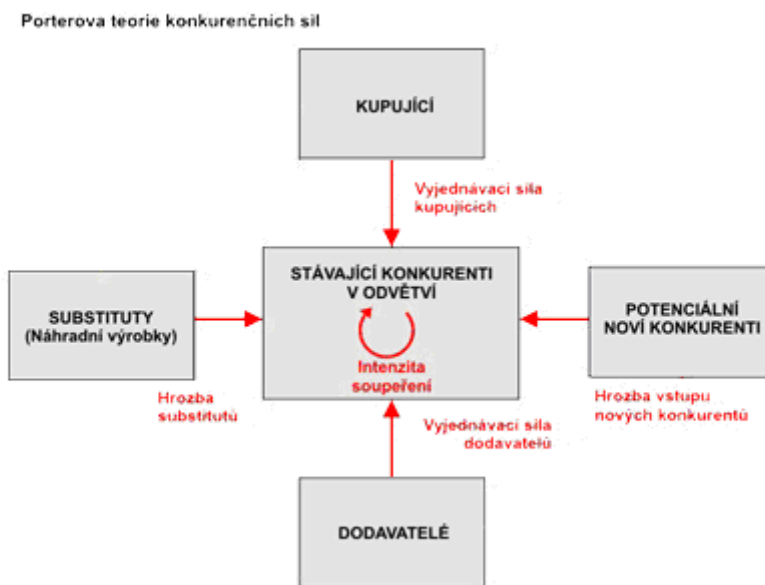 Porterova teorie konkurenčních sil
KUPUJÍCÍ
Vyjednávací síla
kupujících
STÁVAJÍCÍ KONKURENTI
V ODVĚTVÍ
Intenzita
soupeření
SUBSTITUTY
(Náhradní výrobky)
Hrozba
substitutů
POTENCIÁLNÍ
NOVÍ KONKURENTI
Hrozba vstupu
nových konkurentů
Vyjednávací síla
dodavatelů
DODAVATELÉ